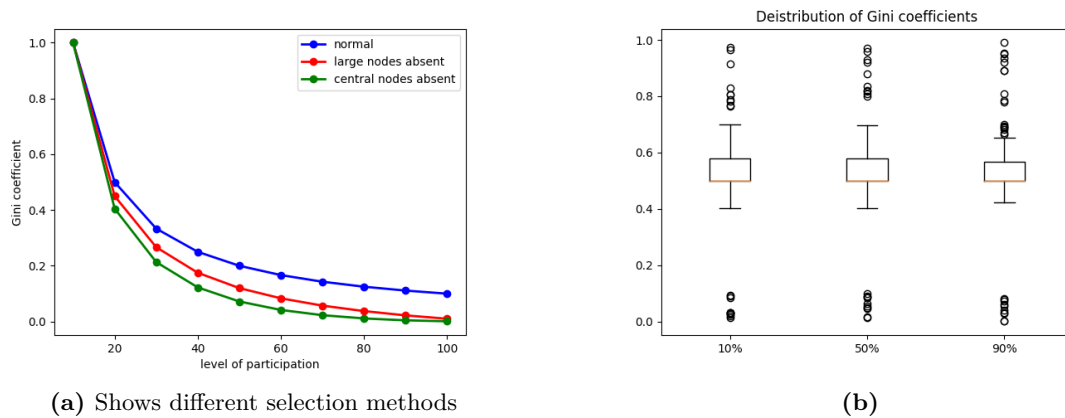 1.0
0.8
0.6
0.4
0.2
0.0
Gini coefficient
normal
large nodes absent
central nodes absent
20 40 60 80 100
level of participation
(a) Shows different selection methods
Deistribution of Gini coefficients
1.0
0.8
0.6
0.4
0.2
0.0
10% 50% 90%
(b)